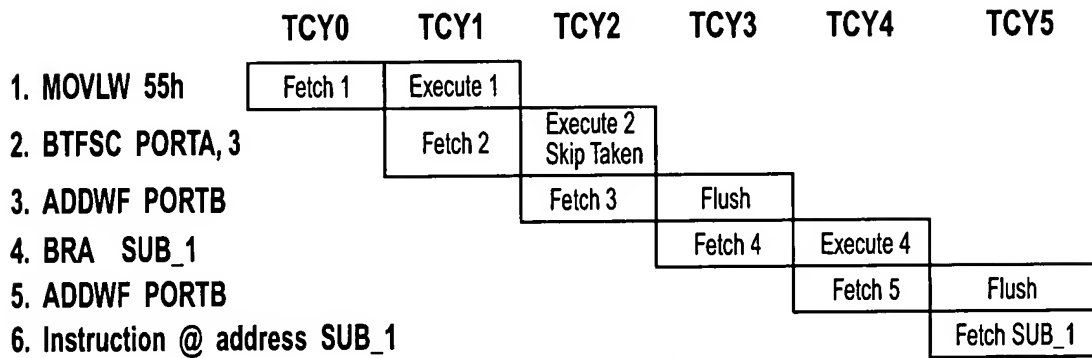 TCY0 TCY1 TCY2 TCY3 TCY4 TCY5
1. MOVLW 55h Fetch 1 Execute 1
2. BTFSC PORTA, 3 Fetch 2 Execute 2
Skip Taken
3. ADDWF PORTB Fetch 3 Flush
4. BRA SUB_1 Fetch 4 Execute 4
5. ADDWF PORTB Fetch 5 Flush
6. Instruction @ address SUB_1 Fetch SUB_1